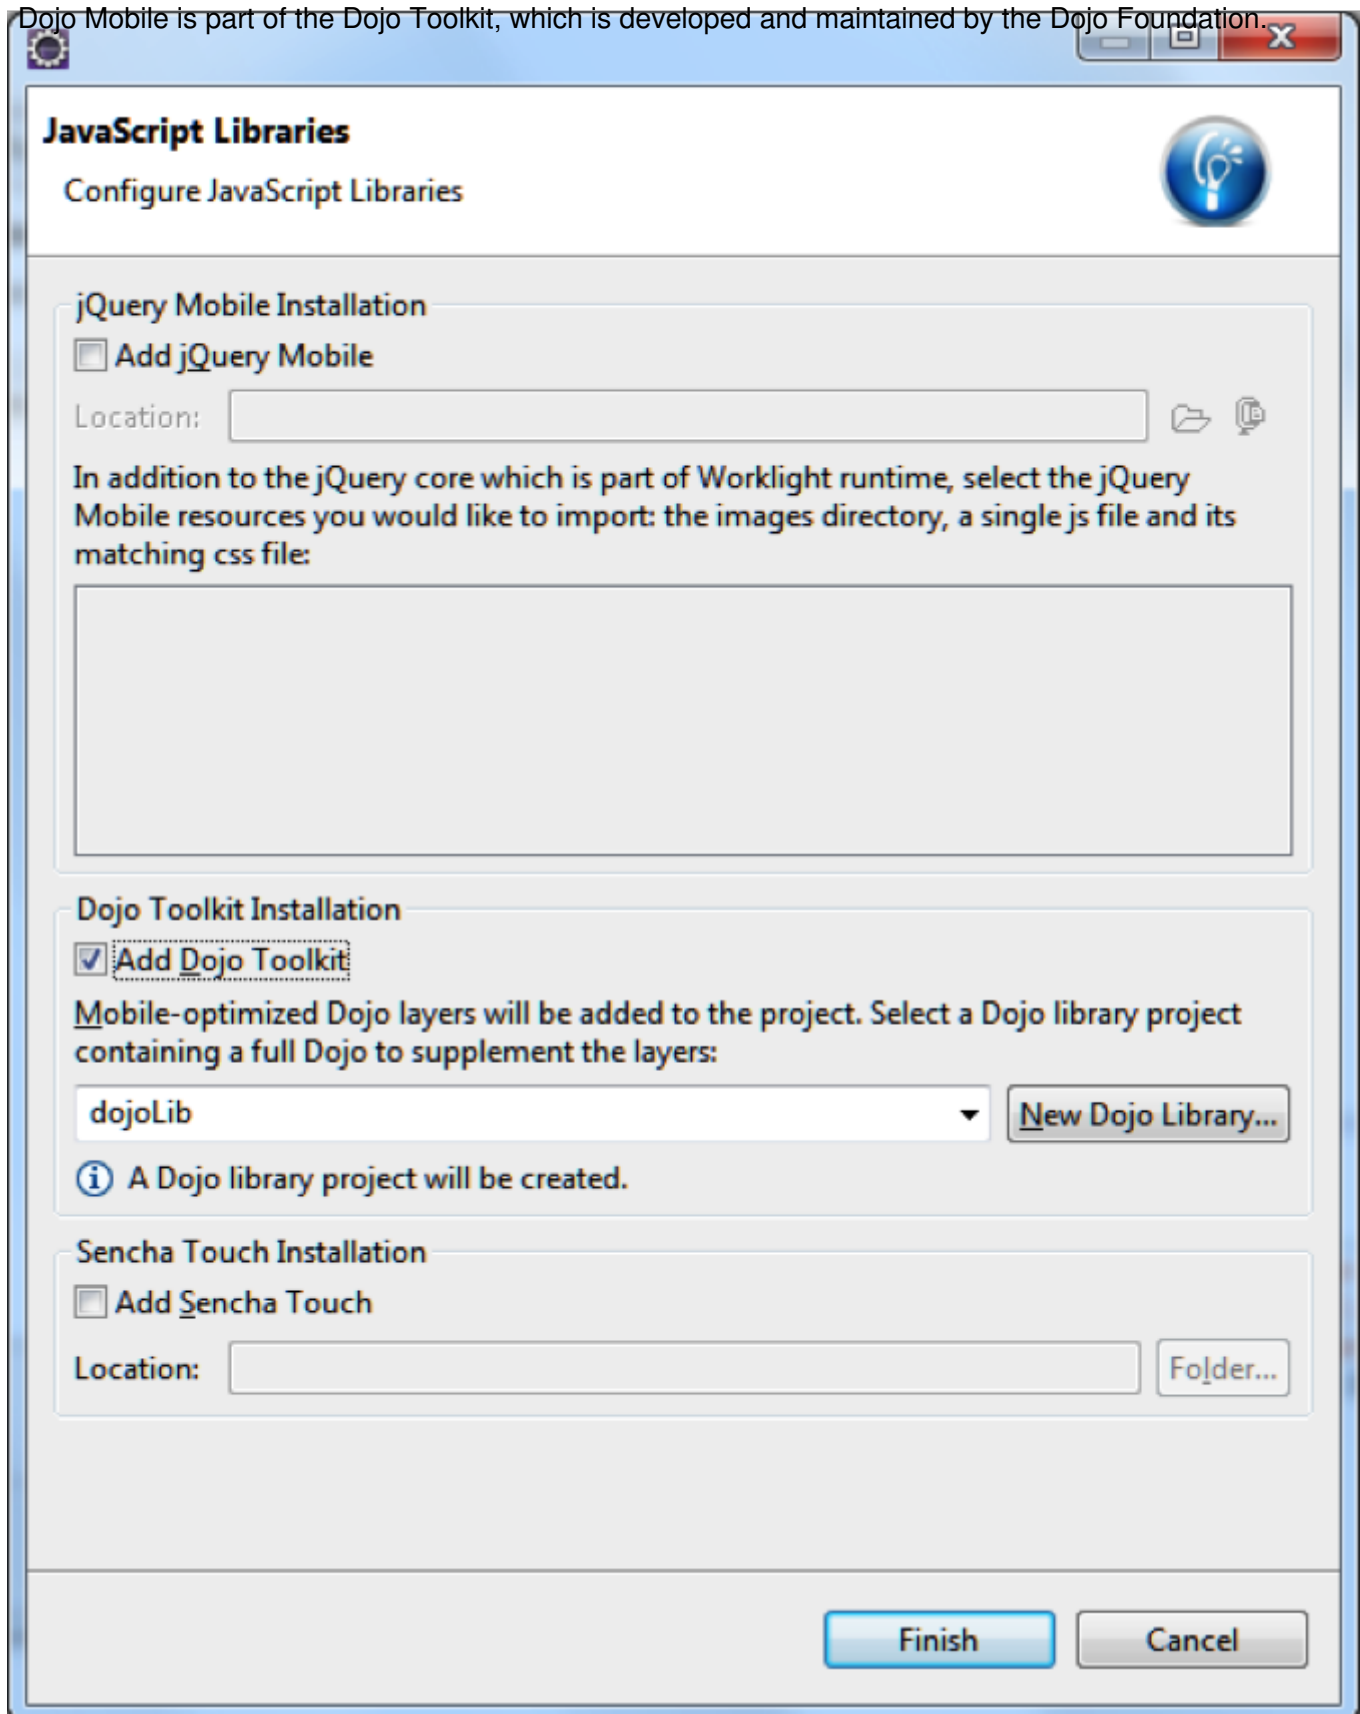 Dojo Mobile is part of the Dojo Toolkit, which is developed and maintained by the Dojo Foundation.
JavaScript Libraries
Configure JavaScript Libraries
jQuery Mobile Installation
Add jQuery Mobile
Location:
In addition to the jQuery core which is part of Worklight runtime, select the jQuery
Mobile resources you would like to import: the images directory, a single js file and its
matching css file:
Dojo Toolkit Installation
Add Dojo Toolkit
Mobile-optimized Dojo layers will be added to the project. Select a Dojo library project
containing a full Dojo to supplement the layers:
dojoLib
New Dojo Library...
A Dojo library project will be created.
Sencha Touch Installation
Add Sencha Touch
Location:
Folder...
Finish
Cancel